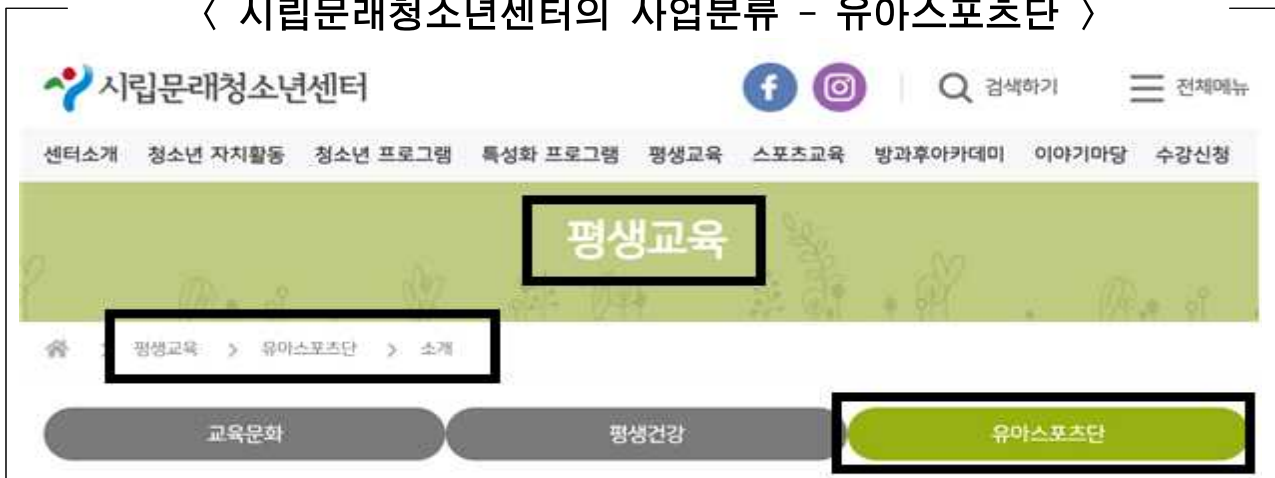 〈 시립문래청소년센터의 사업분류 - 유아스포츠단 〉
시립문래청소년센터 f 검색하기 전체메뉴
센터소개 청소년 자치활동 청소년 프로그램 특성화 프로그램 평생교육 스포츠교육 방과후아카데미 이야기마당 수강신청
평생교육
평생교육 > 유아스포츠단 > 소개
교육문화 평생건강 유아스포츠단